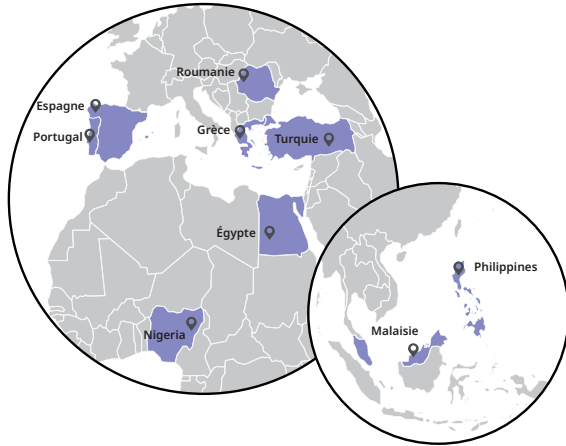 Roumanie
Espagne
Portugal
Grèce
Turquie
Égypte
Nigeria
Philippines
Malaisie